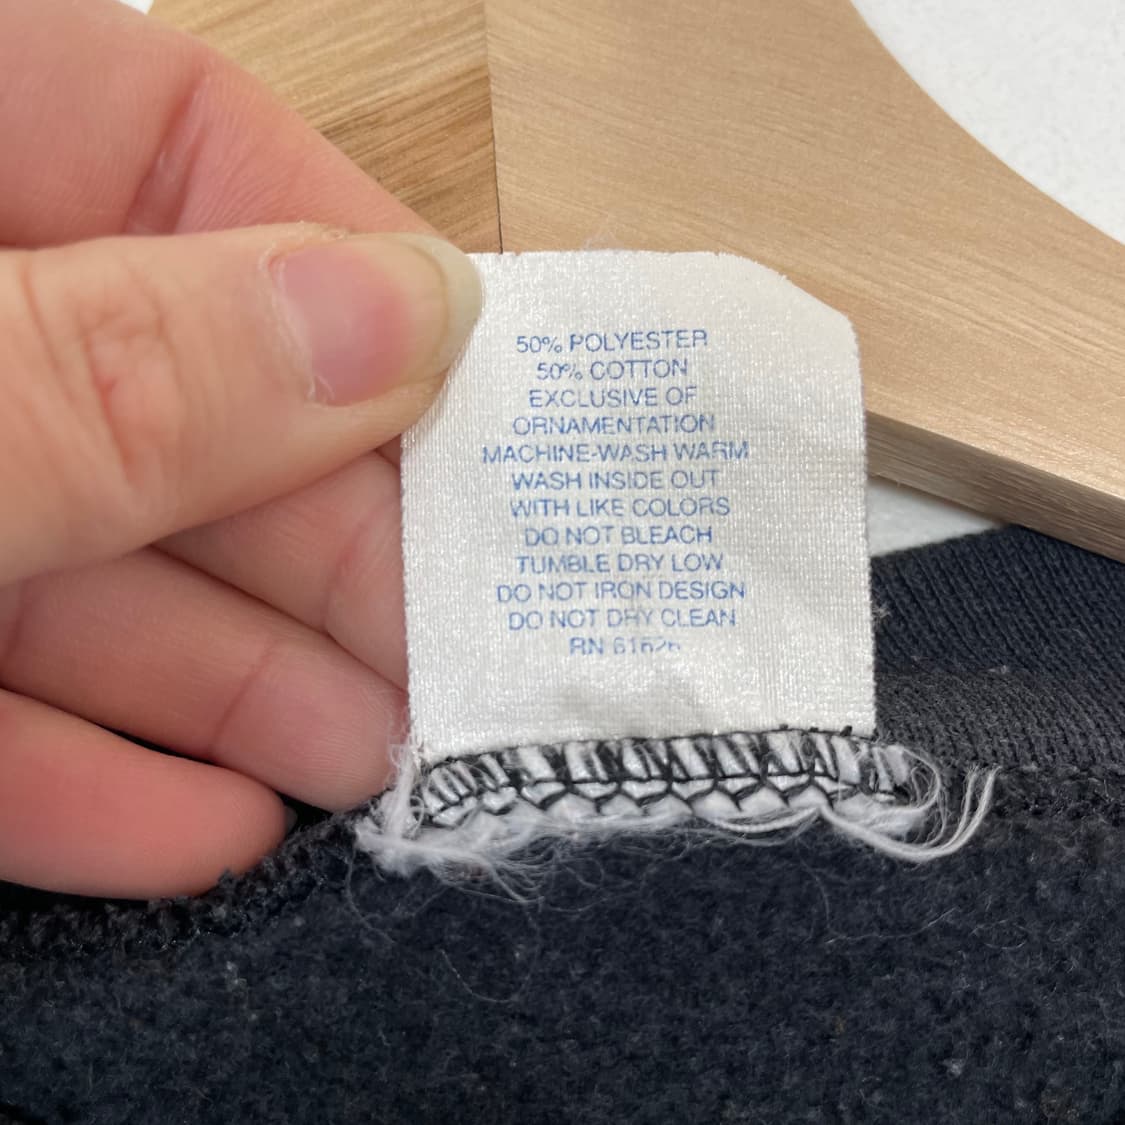 50% POLYESTER
50% COTTON
EXCLUSIVE OF
ORNAMENTATION
MACHINE-WASH WARM
WASH INSIDE OUT
WITH LIKE COLORS
DO NOT BLEACH
TUMBLE DRY LOW
DO NOT IRON DESIGN
DO NOT DRY CLEAN
RN